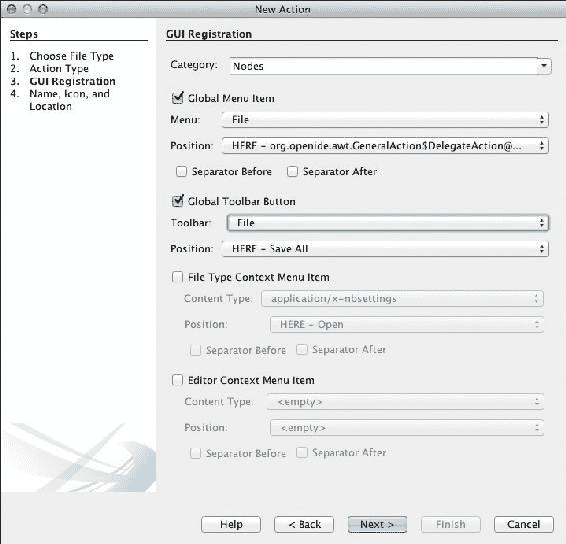 New Action
Steps
1. Choose File Type
2. Action Type
3. GUI Registration
4. Name, Icon, and
Location
GUI Registration
Category: Nodes
Global Menu Item
Menu: File
Position: HERE - org.openide.awt.GeneralAction$DelegateAction@...
Separator Before Separator After
Global Toolbar Button
Toolbar: File
Position: HERE - Save All
File Type Context Menu Item
Content Type: application/x-nbsettings
Position: HERE - Open
Separator Before Separator After
Editor Context Menu Item
Content Type: <empty>
Position: <empty>
Separator Before Separator After
Help < Back Next > Finish Cancel